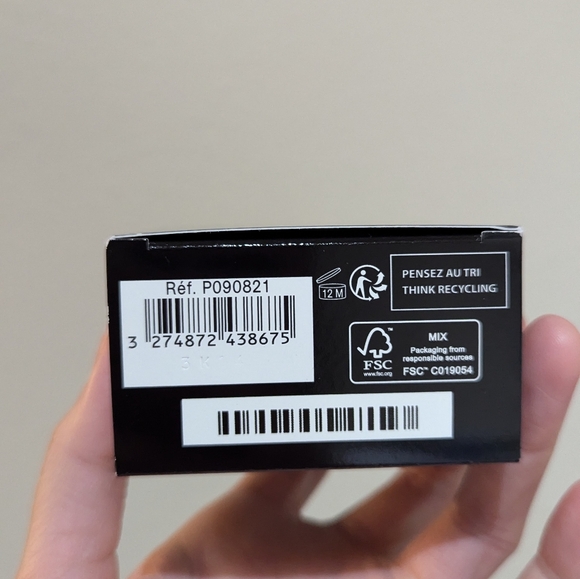 Réf. P090821
3 274872 438675
12 M
PENSEZ AU TRI
THINK RECYCLING
FSC
www.fsc.org
MIX
Packaging from
responsible sources
FSC™ C019054